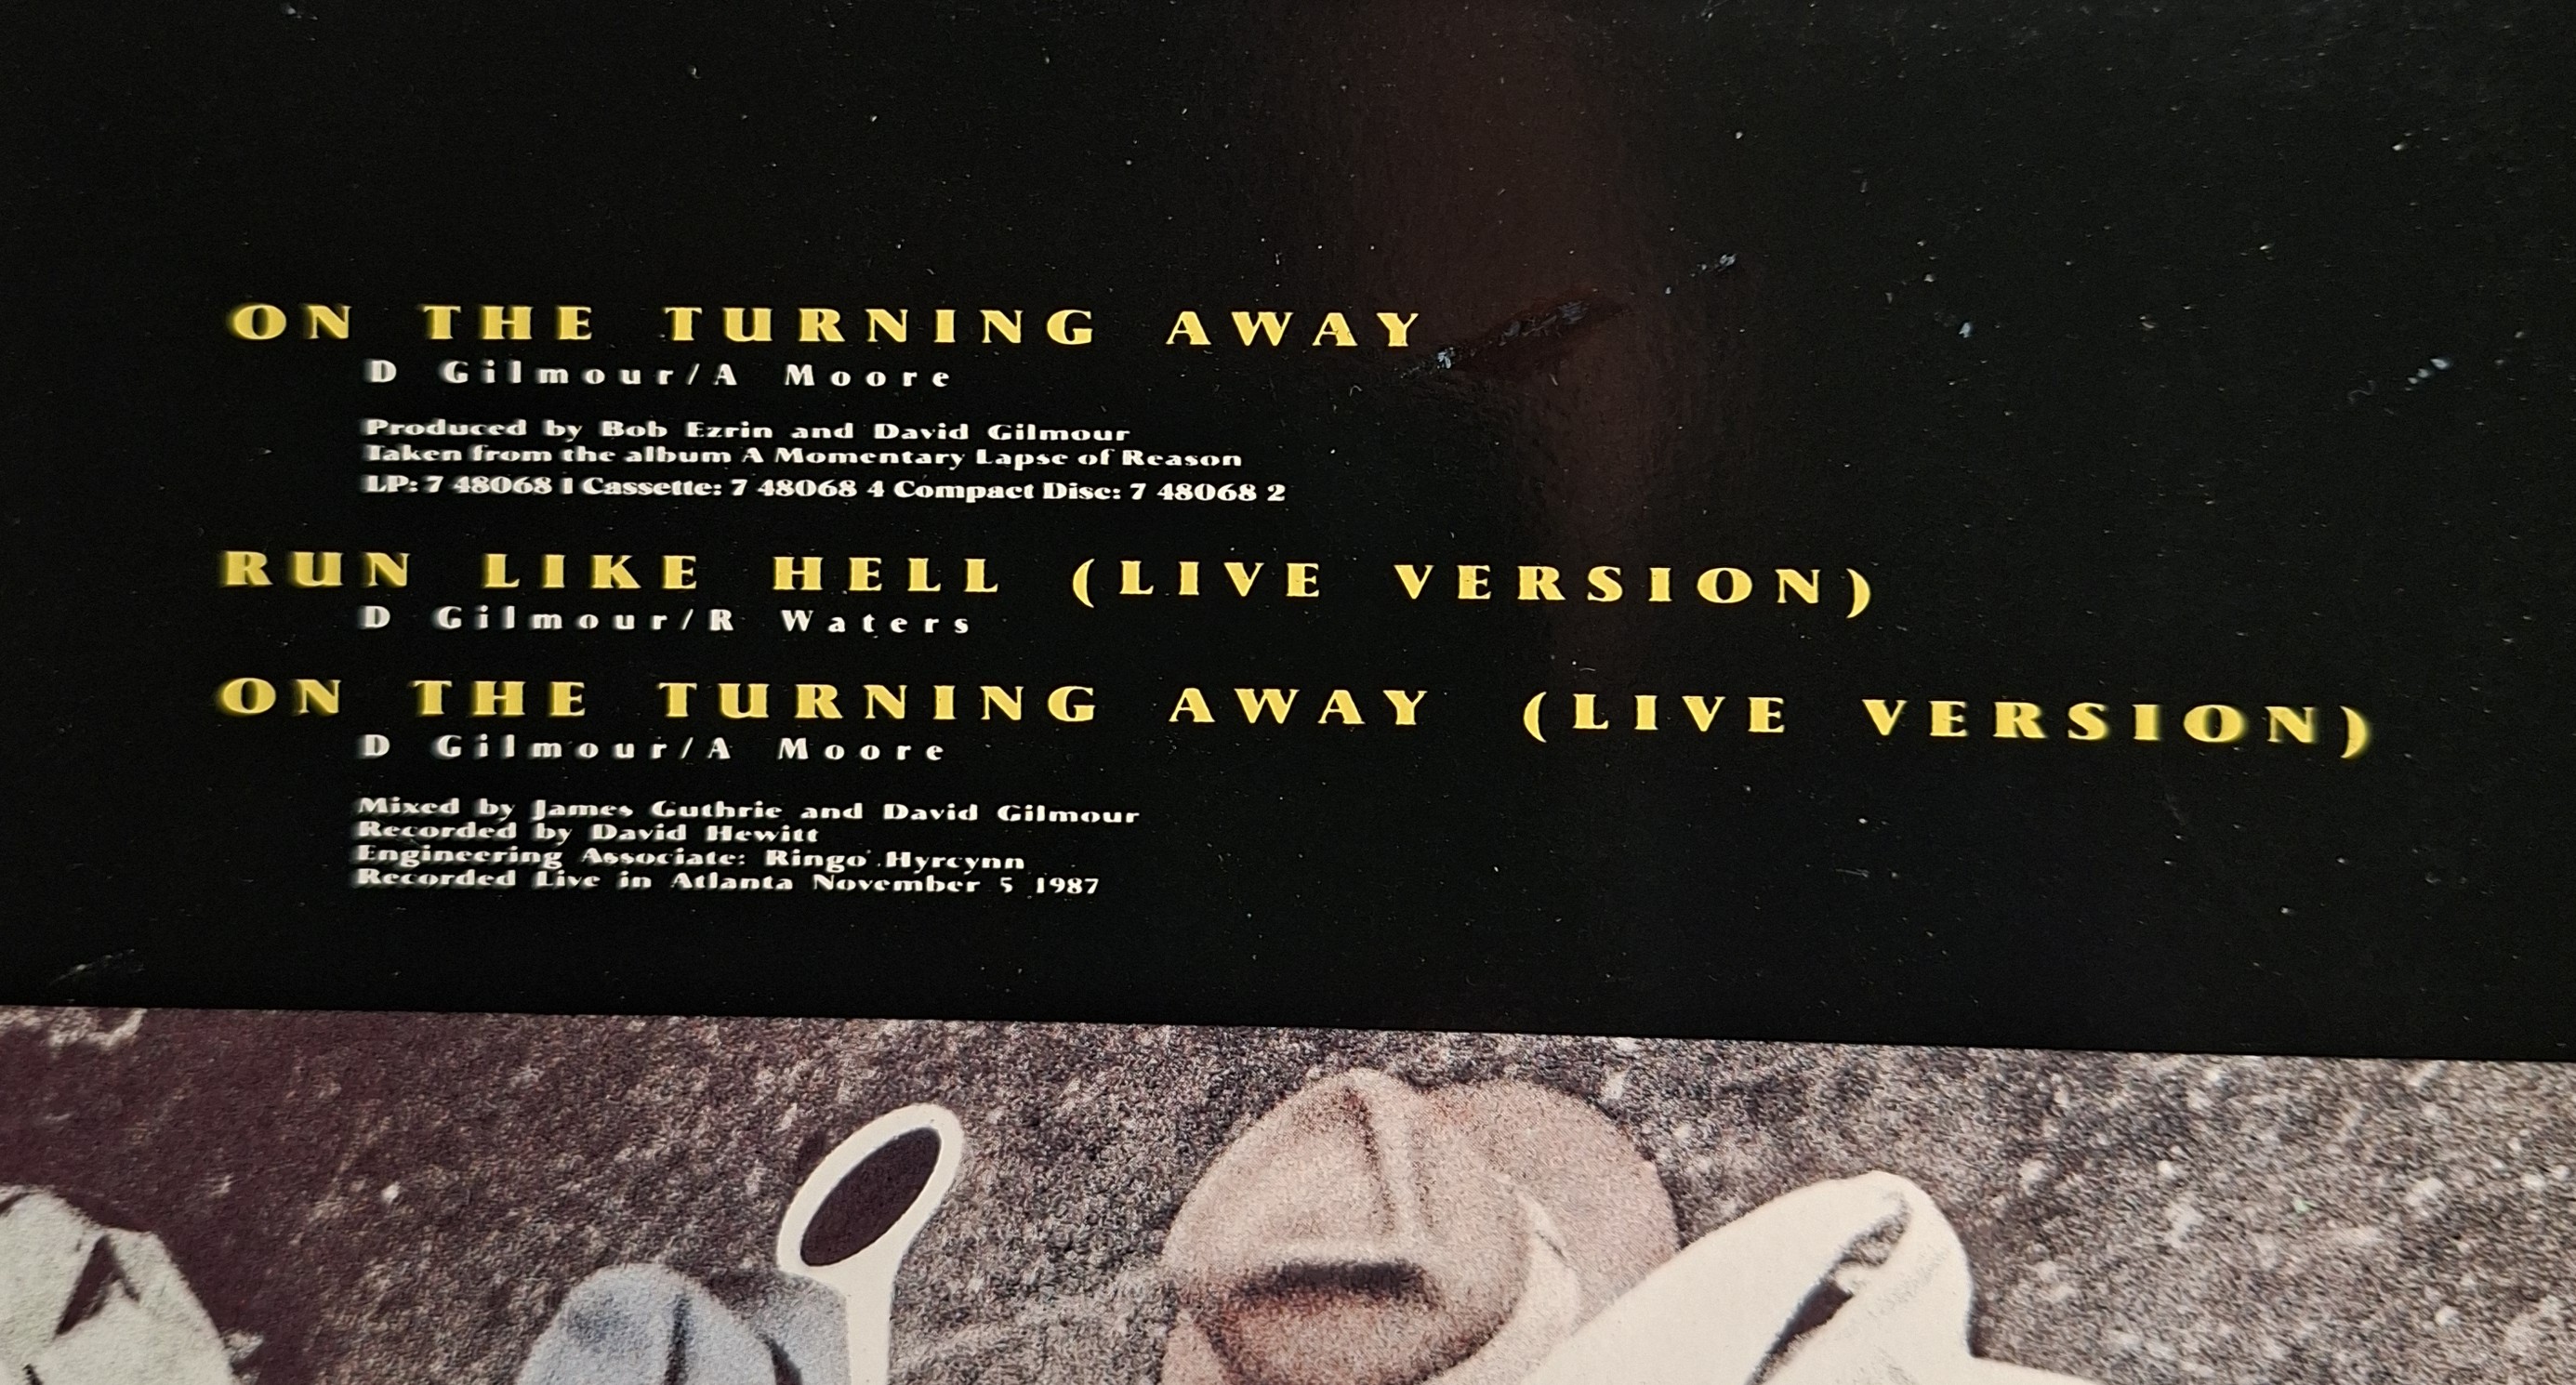 ON THE TURNING AWAY
D Gilmour/A Moore
Produced by Bob Ezrin and David Gilmour
Taken from the album A Momentary Lapse of Reason
LP: 7 48068 1 Cassette: 7 48068 4 Compact Disc: 7 48068 2
RUN LIKE HELL (LIVE VERSION)
D Gilmour/R Waters
ON THE TURNING AWAY (LIVE VERSION)
D Gilmour/A Moore
Mixed by James Guthrie and David Gilmour
Recorded by David Hewitt
Engineering Associate: Ringo Hyrcynn
Recorded Live in Atlanta November 5 1987